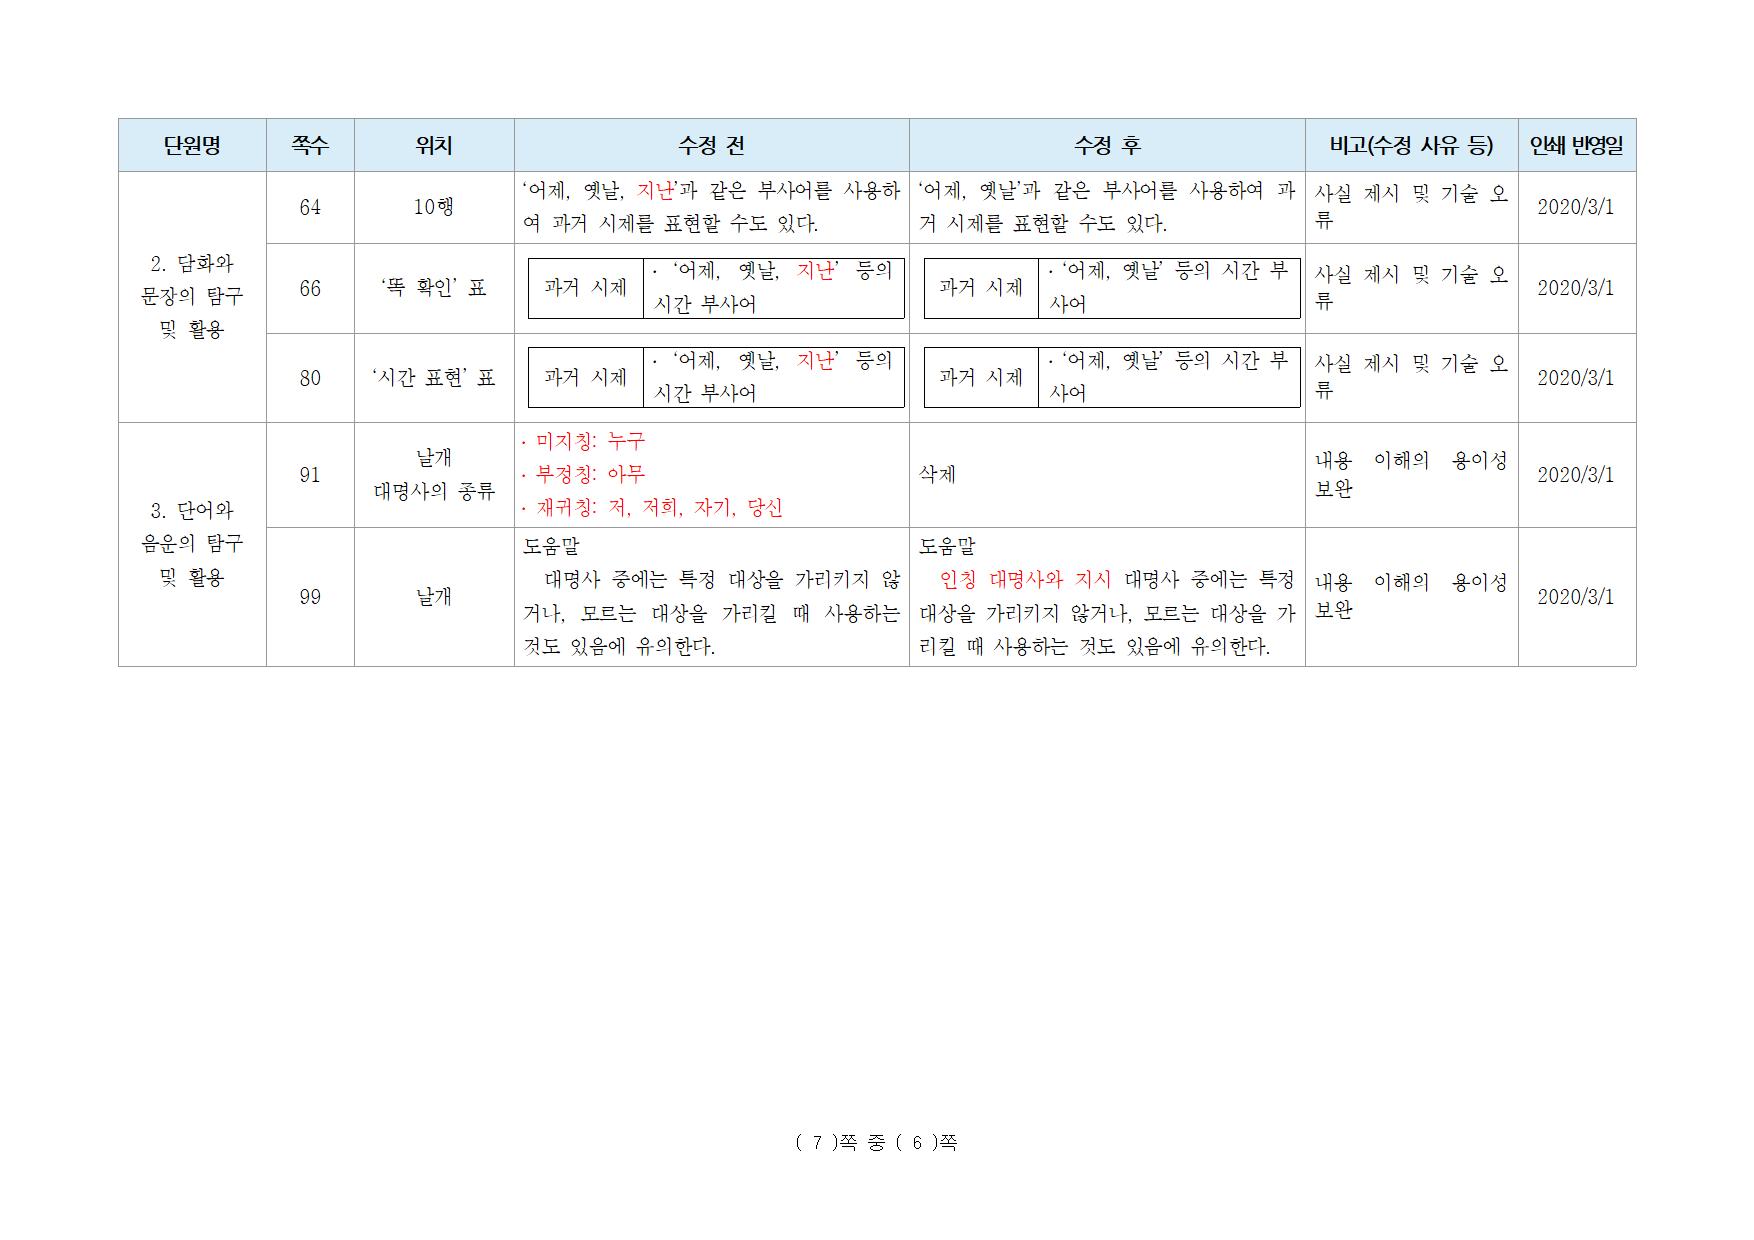 단원명 쪽수 위치 수정 전 수정 후 비고(수정 사유 등) 인쇄 반영일
2. 담화와
문장의 탐구
및 활용
64
10행
‘어제, 옛날, 지난’과 같은 부사어를 사용하
여 과거 시제를 표현할 수도 있다.
‘어제, 옛날’과 같은 부사어를 사용하여 과
거 시제를 표현할 수도 있다.
사실 제시 및 기술 오
류
2020/3/1
66
‘똑 확인’ 표
과거 시제
· ‘어제, 옛날, 지난’ 등의
시간 부사어
과거 시제
· ‘어제, 옛날’ 등의 시간 부
사어
사실 제시 및 기술 오
류
2020/3/1
80
‘시간 표현’ 표
과거 시제
· ‘어제, 옛날, 지난’ 등의
시간 부사어
과거 시제
· ‘어제, 옛날’ 등의 시간 부
사어
사실 제시 및 기술 오
류
2020/3/1
3. 단어와
음운의 탐구
및 활용
91
날개
대명사의 종류
· 미지칭: 누구
· 부정칭: 아무
· 재귀칭: 저, 저희, 자기, 당신
삭제
내용 이해의 용이성
보완
2020/3/1
99
날개
도움말
대명사 중에는 특정 대상을 가리키지 않
거나, 모르는 대상을 가리킬 때 사용하는
것도 있음에 유의한다.
도움말
인칭 대명사와 지시 대명사 중에는 특정
대상을 가리키지 않거나, 모르는 대상을 가
리킬 때 사용하는 것도 있음에 유의한다.
내용 이해의 용이성
보완
2020/3/1
( 7 )쪽 중 ( 6 )쪽